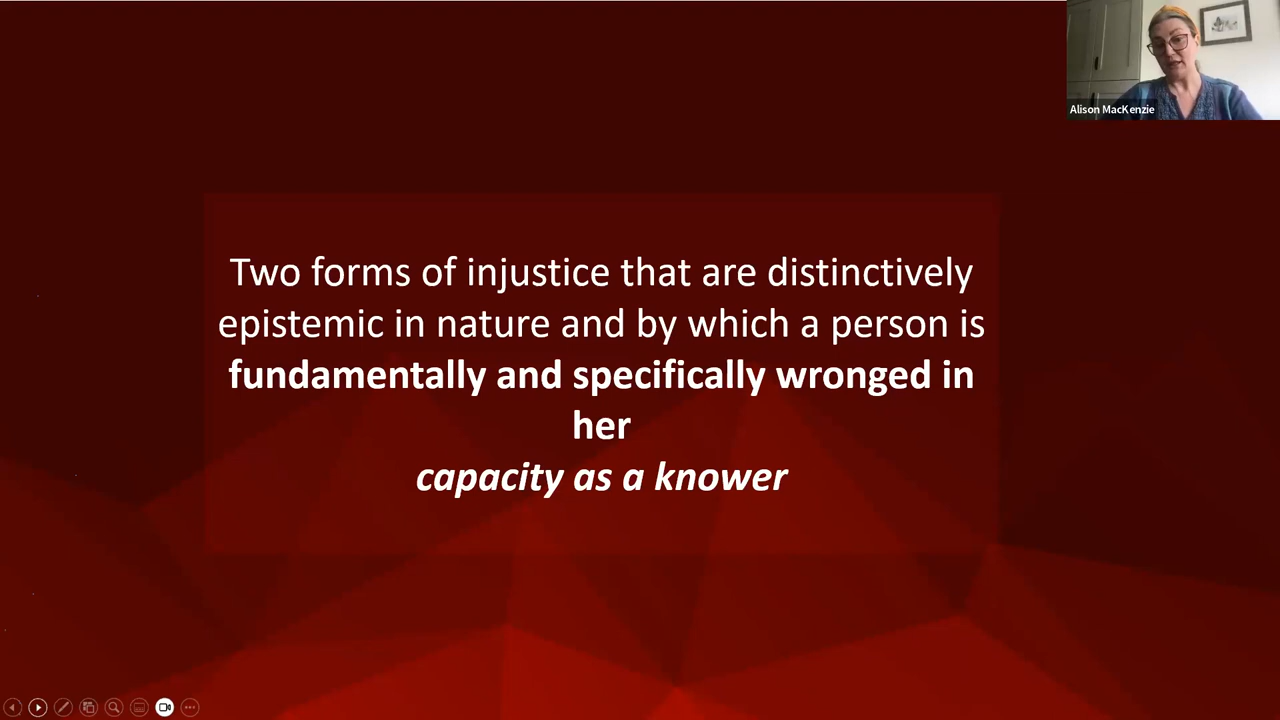 Alison MacKenzie
Two forms of injustice that are distinctively
epistemic in nature and by which a person is
fundamentally and specifically wronged in
her
capacity as a knower